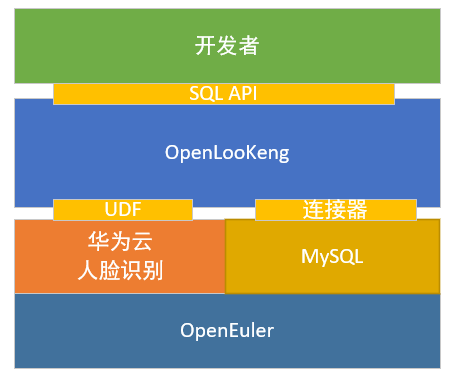 开发者
SQL API
OpenLooKeng
UDF
连接器
华为云
人脸识别
MySQL
OpenEuler